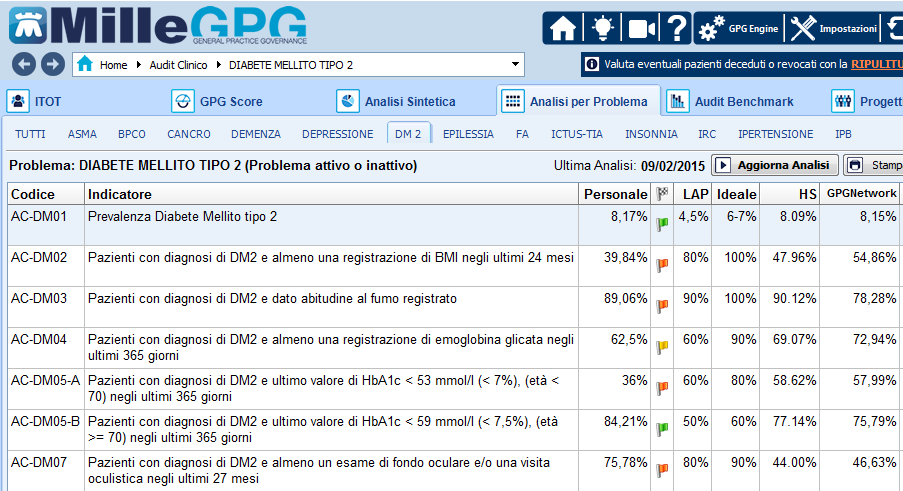 MilleGPG
GENERAL PRACTICE GOVERNANCE
? GPG Engine Impostazioni
Home Audit Clinico DIABETE MELLITO TIPO 2
Valuta eventuali pazienti deceduti o revocati con la RIPULITU
ITOT GPG Score Analisi Sintetica Analisi per Problema Audit Benchmark Progett
TUTTI ASMA BPCO CANCRO DEMENZA DEPRESSIONE DM 2 EPILESSIA FA ICTUS-TIA INSONNIA IRC IPERTENSIONE IPB
Problema: DIABETE MELLITO TIPO 2 (Problema attivo o inattivo) Ultima Analisi: 09/02/2015 Aggiorna Analisi Stamp
Codice Indicatore Personale LAP Ideale HS GPGNetwork
AC-DM01 Prevalenza Diabete Mellito tipo 2 8,17% 4,5% 6-7% 8.09% 8,15%
AC-DM02 Pazienti con diagnosi di DM2 e almeno una registrazione di BMI negli ultimi 24 mesi 39,84% 80% 100% 47.96% 54,86%
AC-DM03 Pazienti con diagnosi di DM2 e dato abitudine al fumo registrato 89,06% 90% 100% 90.12% 78,28%
AC-DM04 Pazienti con diagnosi di DM2 e almeno una registrazione di emoglobina glicata negli 62,5% 60% 90% 69.07% 72,94%
ultimi 365 giorni
AC-DM05-A Pazienti con diagnosi di DM2 e ultimo valore di HbA1c < 53 mmol/l (< 7%), (età < 36% 60% 80% 58.62% 57,99%
70) negli ultimi 365 giorni
AC-DM05-B Pazienti con diagnosi di DM2 e ultimo valore di HbA1c < 59 mmol/l (< 7,5%), (età 84,21% 50% 60% 77.14% 75,79%
>= 70) negli ultimi 365 giorni
AC-DM07 Pazienti con diagnosi di DM2 e almeno un esame di fondo oculare e/o una visita 75,78% 80% 90% 44.00% 46,63%
oculistica negli ultimi 27 mesi